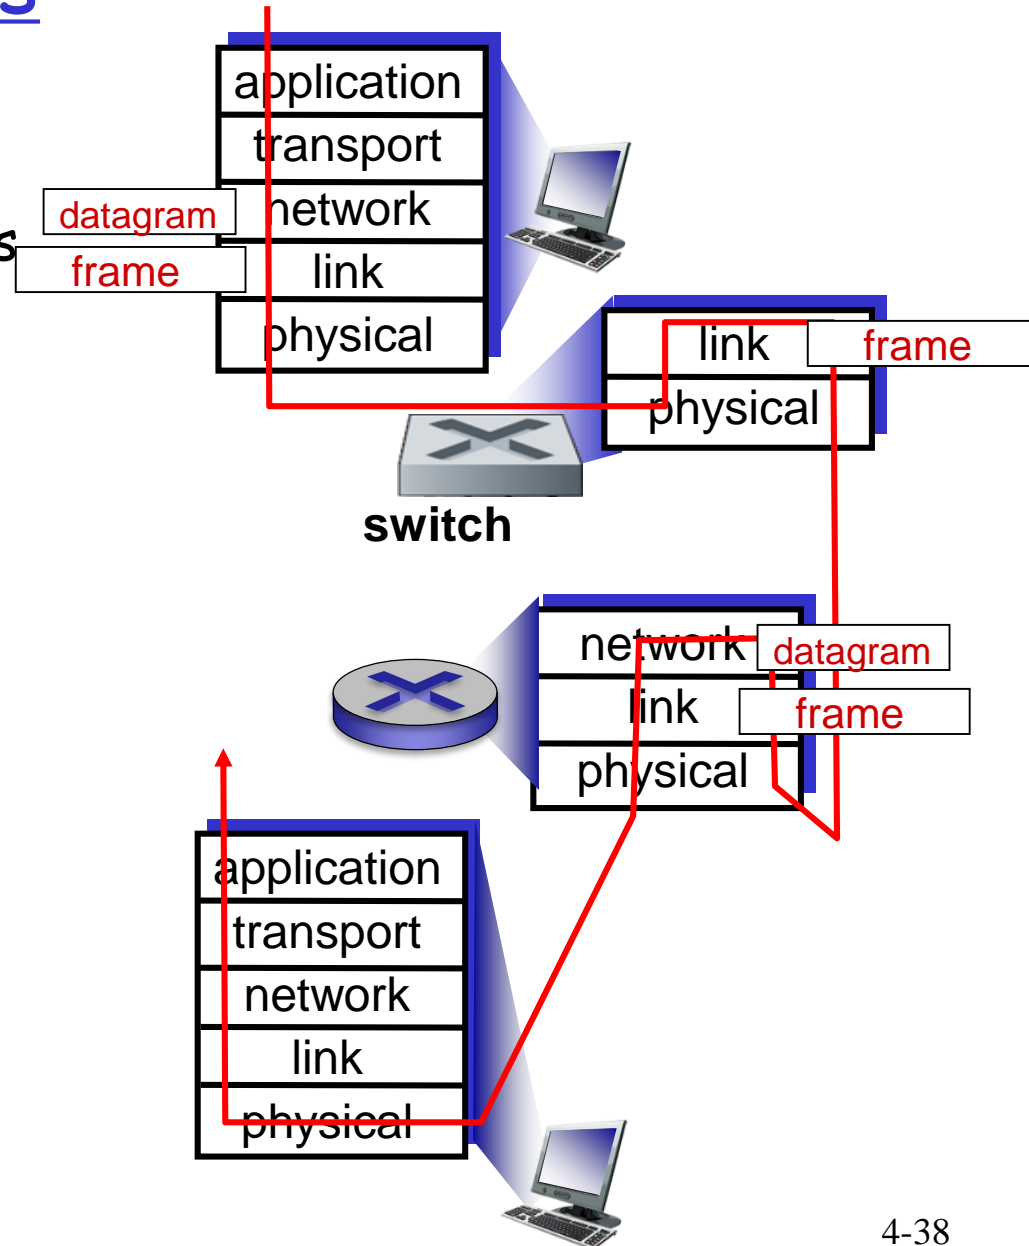 s
application
transport
datagram network
s
frame link
physical
link frame
physical
switch
network datagram
link frame
physical
application
transport
network
link
physical
4-38